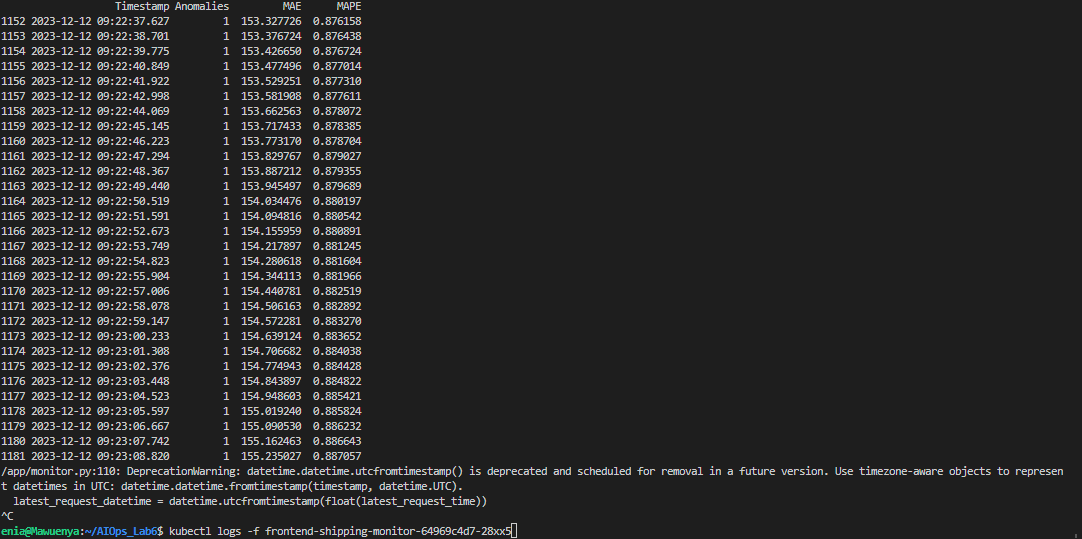 Timestamp Anomalies MAE MAPE
1152 2023-12-12 09:22:37.627 1 153.327726 0.876158
1153 2023-12-12 09:22:38.701 1 153.376724 0.876438
1154 2023-12-12 09:22:39.775 1 153.426650 0.876724
1155 2023-12-12 09:22:40.849 1 153.477496 0.877014
1156 2023-12-12 09:22:41.922 1 153.529251 0.877310
1157 2023-12-12 09:22:42.998 1 153.581908 0.877611
1158 2023-12-12 09:22:44.069 1 153.662563 0.878072
1159 2023-12-12 09:22:45.145 1 153.717433 0.878385
1160 2023-12-12 09:22:46.223 1 153.773170 0.878704
1161 2023-12-12 09:22:47.294 1 153.829767 0.879027
1162 2023-12-12 09:22:48.367 1 153.887212 0.879355
1163 2023-12-12 09:22:49.440 1 153.945497 0.879689
1164 2023-12-12 09:22:50.519 1 154.034476 0.880197
1165 2023-12-12 09:22:51.591 1 154.094816 0.880542
1166 2023-12-12 09:22:52.673 1 154.155959 0.880891
1167 2023-12-12 09:22:53.749 1 154.217897 0.881245
1168 2023-12-12 09:22:54.823 1 154.280618 0.881604
1169 2023-12-12 09:22:55.904 1 154.344113 0.881966
1170 2023-12-12 09:22:57.006 1 154.440781 0.882519
1171 2023-12-12 09:22:58.078 1 154.506163 0.882892
1172 2023-12-12 09:22:59.147 1 154.572281 0.883270
1173 2023-12-12 09:23:00.233 1 154.639124 0.883652
1174 2023-12-12 09:23:01.308 1 154.706682 0.884038
1175 2023-12-12 09:23:02.376 1 154.774943 0.884428
1176 2023-12-12 09:23:03.448 1 154.843897 0.884822
1177 2023-12-12 09:23:04.523 1 154.948603 0.885421
1178 2023-12-12 09:23:05.597 1 155.019240 0.885824
1179 2023-12-12 09:23:06.667 1 155.090530 0.886232
1180 2023-12-12 09:23:07.742 1 155.162463 0.886643
1181 2023-12-12 09:23:08.820 1 155.235027 0.887057
/app/monitor.py:110: DeprecationWarning: datetime.datetime.utcfromtimestamp() is deprecated and scheduled for removal in a future version. Use timezone-aware objects to represen
t datetimes in UTC: datetime.datetime.fromtimestamp(timestamp, datetime.UTC).
  latest_request_datetime = datetime.utcfromtimestamp(float(latest_request_time))
^C
enia@Mawuenya:~/AIOps_Lab6$ kubectl logs -f frontend-shipping-monitor-64969c4d7-28xx5